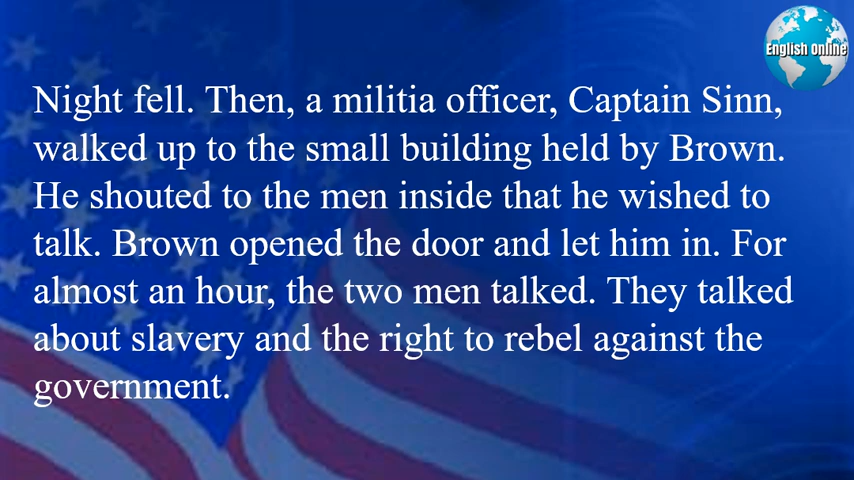 English Online
Night fell. Then, a militia officer, Captain Sinn,
walked up to the small building held by Brown.
He shouted to the men inside that he wished to
talk. Brown opened the door and let him in. For
almost an hour, the two men talked. They talked
about slavery and the right to rebel against the
government.